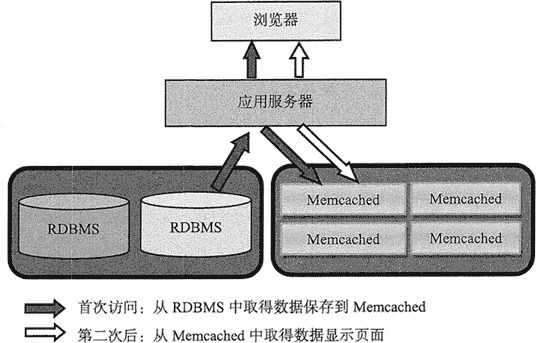 浏览器
应用服务器
RDBMS
RDBMS
Memcached
Memcached
Memcached
Memcached
首次访问：从 RDBMS 中取得数据保存到 Memcached
第二次后：从 Memcached 中取得数据显示页面